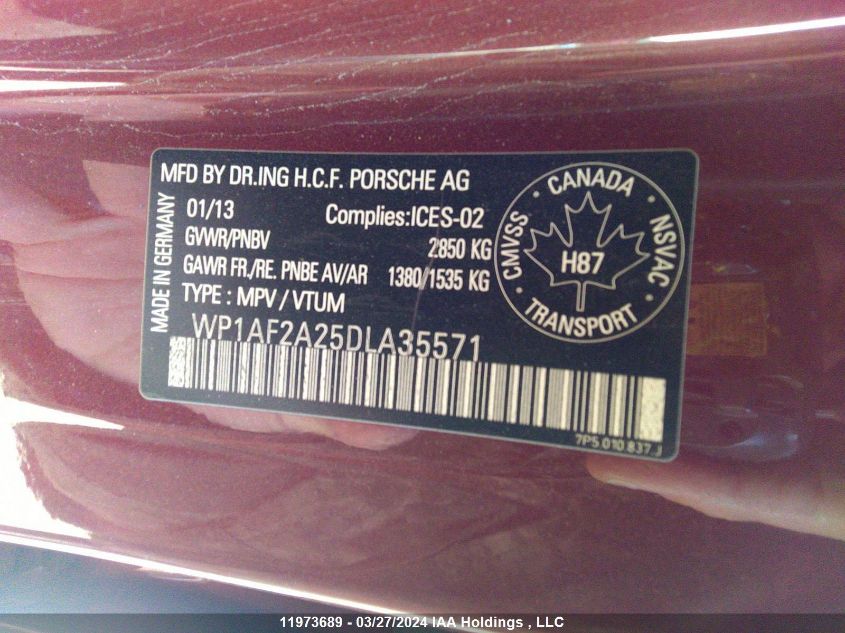 MFD BY DR.ING H.C.F. PORSCHE AG
MADE IN GERMANY
01/13 Complies:ICES-02
GVWR/PNBV 2850 KG
GAWR FR./RE. PNBE AV/AR 1380/1535 KG
TYPE : MPV / VTUM
WP1AF2A25DLA35571
CANADA
CMVSS
NSVAC
H87
TRANSPORT
7P5 010 837 J
11973689 - 03/27/2024 IAA Holdings , LLC